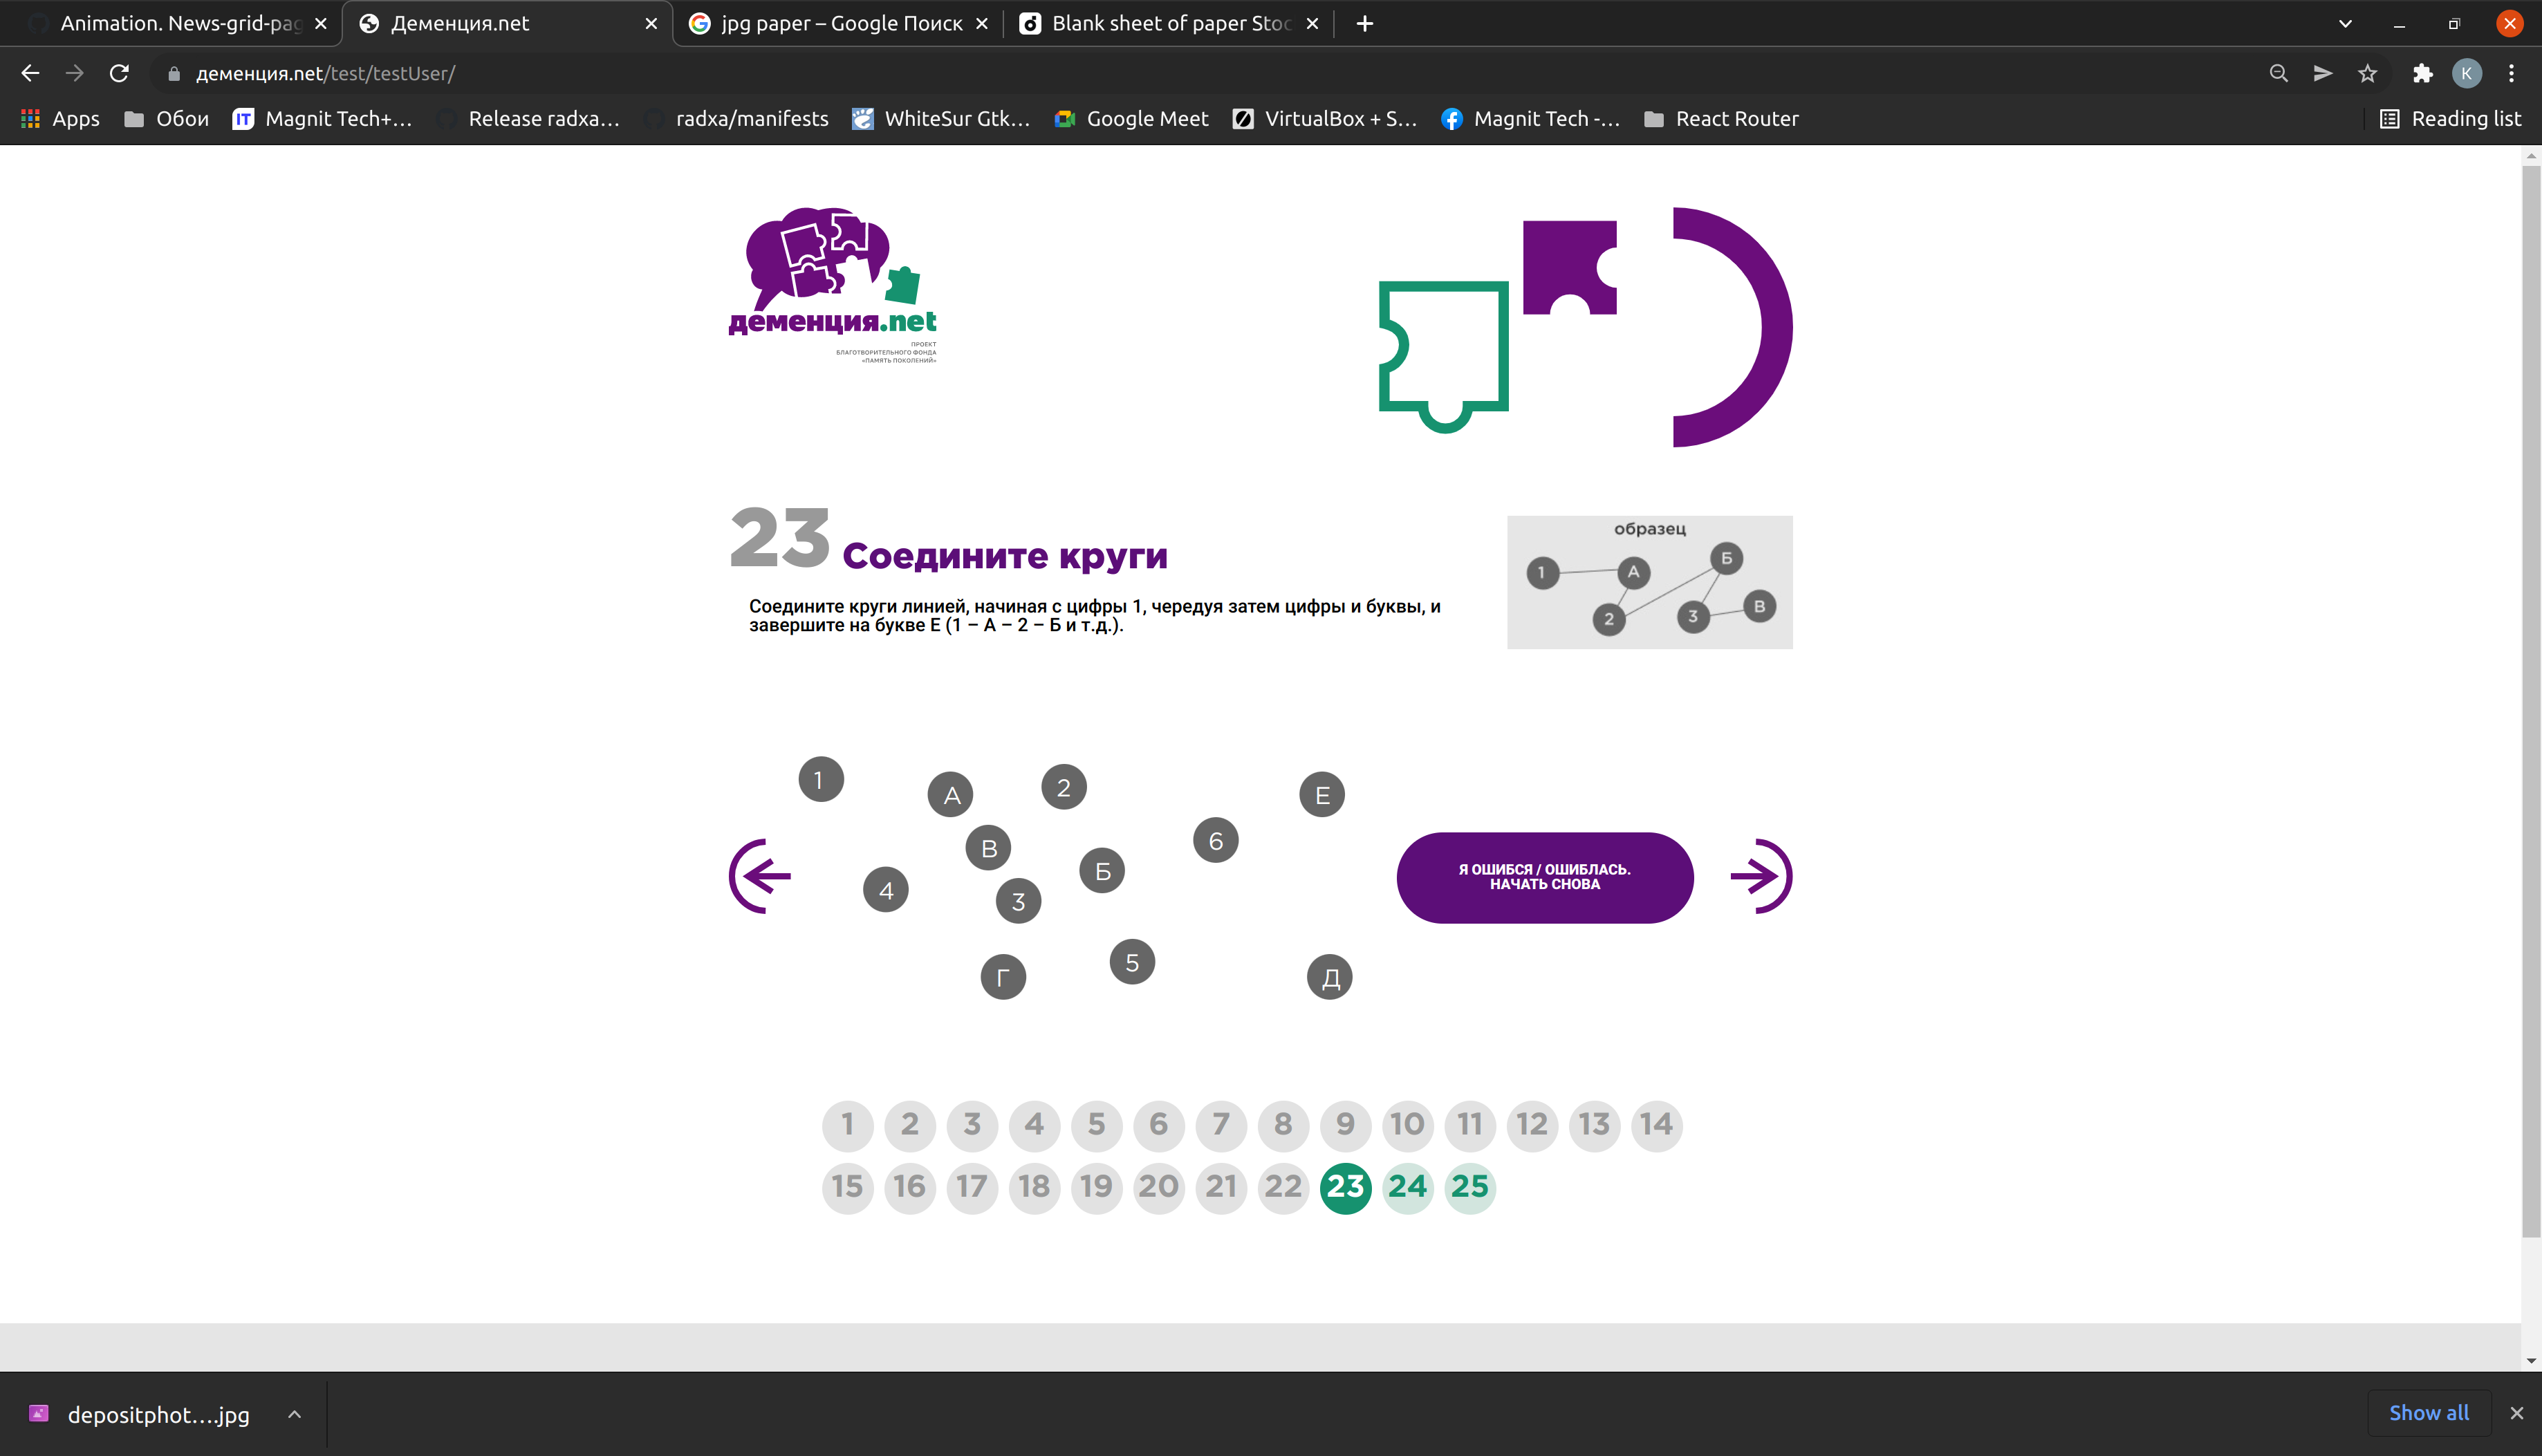 Animation. News-grid-pag
Деменция.net
jpg paper – Google Поиск
Blank sheet of paper Stoc
деменция.net/test/testUser/
K
Apps
Обои
IT
Magnit Tech+...
Release radxa...
radxa/manifests
WhiteSur Gtk...
Google Meet
VirtualBox + S...
Magnit Tech -...
React Router
Reading list
деменция.net
ПРОЕКТ
БЛАГОТВОРИТЕЛЬНОГО ФОНДА
«ПАМЯТЬ ПОКОЛЕНИЙ»
23 Соедините круги
Соедините круги линией, начиная с цифры 1, чередуя затем цифры и буквы, и
завершите на букве Е (1 – А – 2 – Б и т.д.).
образец
1 А Б
2 3 В
1 А 2 Е
В Б 6
4 3
Г 5 Д
Я ОШИБСЯ / ОШИБЛАСЬ.
НАЧАТЬ СНОВА
1 2 3 4 5 6 7 8 9 10 11 12 13 14
15 16 17 18 19 20 21 22 23 24 25
depositphot....jpg
Show all